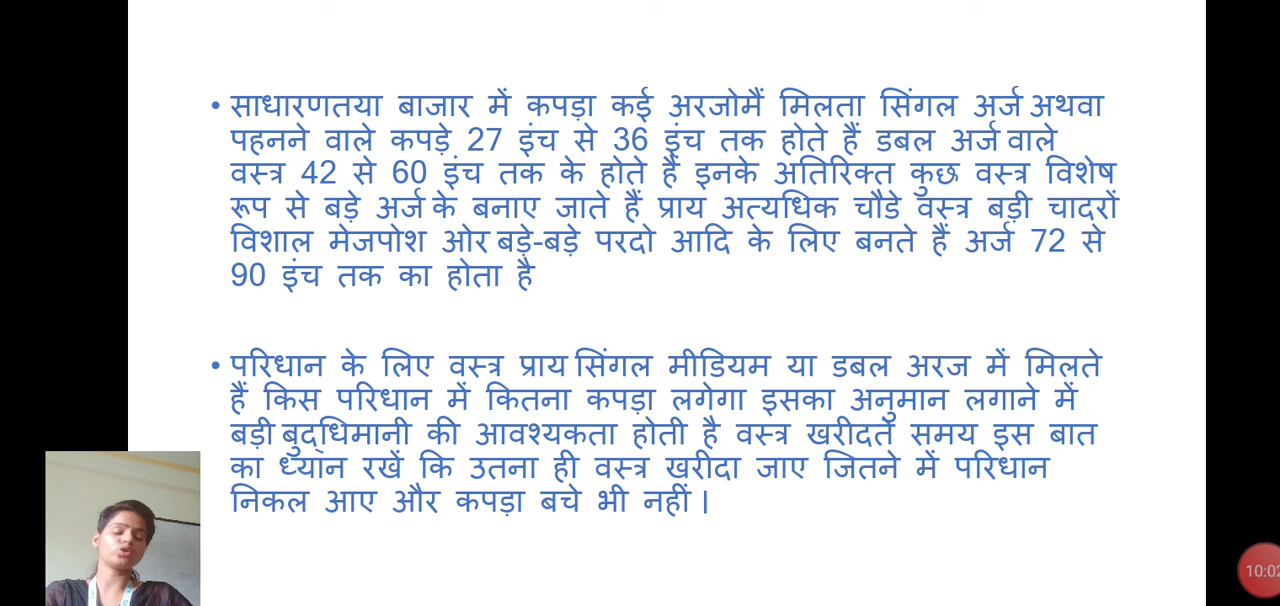 • साधारणतया बाजार में कपड़ा कई अरजोमैं मिलता सिंगल अर्ज अथवा
पहनने वाले कपड़े 27 इंच से 36 इंच तक होते हैं डबल अर्ज वाले
वस्त्र 42 से 60 इंच तक के होते हैं इनके अतिरिक्त कुछ वस्त्र विशेष
रूप से बड़े अर्ज के बनाए जाते हैं प्राय अत्यधिक चौडे वस्त्र बड़ी चादरों
विशाल मेजपोश ओर बड़े-बड़े परदो आदि के लिए बनते हैं अर्ज 72 से
90 इंच तक का होता है
• परिधान के लिए वस्त्र प्राय सिंगल मीडियम या डबल अरज में मिलते
हैं किस परिधान में कितना कपड़ा लगेगा इसका अनुमान लगाने में
बड़ी बुद्धिमानी की आवश्यकता होती है वस्त्र खरीदते समय इस बात
का ध्यान रखें कि उतना ही वस्त्र खरीदा जाए जितने में परिधान
निकल आए और कपड़ा बचे भी नहीं।
10:02